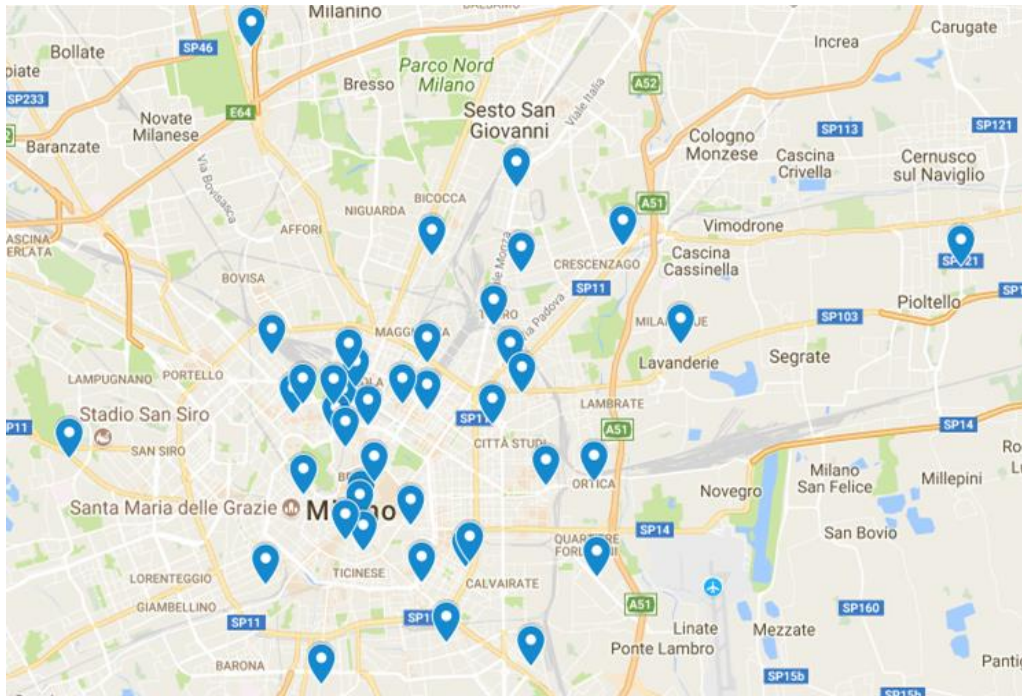 Milanino
Carugate
Increa
Bollate
SP46
Parco Nord
Milano
Bresso
A52
SP233
Viale Italia
E64
Sesto San
Giovanni
Novate
Milanese
Baranzate
Cologno
Monzese
SP113
SP121
Cascina
Crivella
Cernusco
sul Naviglio
Via Bovisasca
BICOCCA
NIGUARDA
A51
AFFORI
Vimodrone
Cascina
Cassinella
CRESCENZAGO
BOVISA
SP11
Pioltello
SP103
Lavanderie
Segrate
LAMPUGNANO
PORTELLO
LAMBRATE
Stadio San Siro
SP11
SAN SIRO
CITTÀ STUDI
A51
SP14
ORTICA
Novegro
Milano
San Felice
Millepini
Santa Maria delle Grazie
SP14
San Bovio
TICINESE
CALVAIRATE
LORENTEGGIO
GIAMBELLINO
SP11
A51
SP160
Linate
Mezzate
Ponte Lambro
BARONA
SP15b
SP15b